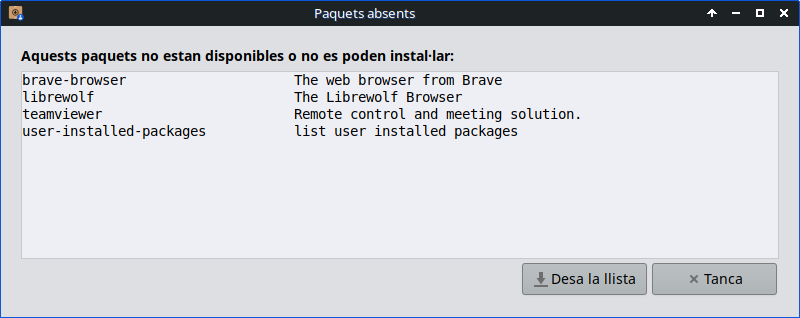 Paquets absents
Aquests paquets no estan disponibles o no es poden instal·lar:
brave-browser The web browser from Brave
librewolf The Librewolf Browser
teamviewer Remote control and meeting solution.
user-installed-packages list user installed packages
Desa la llista Tanca